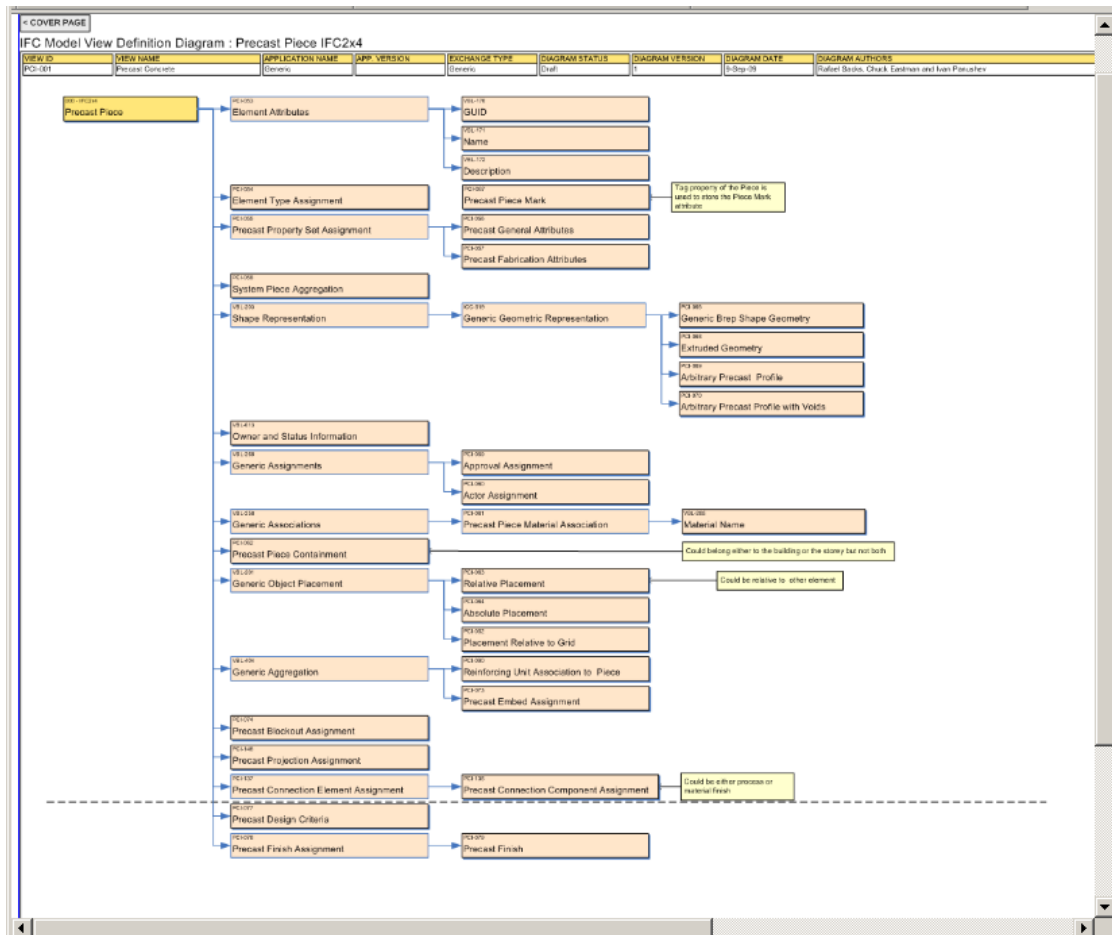 < COVER PAGE
IFC Model View Definition Diagram : Precast Piece IFC2x4
VIEW ID VIEW NAME APPLICATION NAME APP. VERSION EXCHANGE TYPE DIAGRAM STATUS DIAGRAM VERSION DIAGRAM DATE DIAGRAM AUTHORS
PCI-001 Precast Concrete Generic Generic Draft 1 9-Sep-09 Rafael Sacks, Chuck Eastman and Ivan Panushev
Precast Piece
Element Attributes
VBL-170
GUID
VBL-171
Name
VBL-172
Description
Element Type Assignment
Precast Piece Mark
Tag property of the Piece is
used to store the Piece Mark
attribute
Precast Property Set Assignment
Precast General Attributes
Precast Fabrication Attributes
System Piece Aggregation
Shape Representation
Generic Geometric Representation
Generic Brep Shape Geometry
Extruded Geometry
Arbitrary Precast Profile
Arbitrary Precast Profile with Voids
Owner and Status Information
Generic Assignments
Approval Assignment
Actor Assignment
Generic Associations
Precast Piece Material Association
Material Name
Precast Piece Containment
Could belong either to the building or the storey but not both
Generic Object Placement
Relative Placement
Could be relative to other element
Absolute Placement
Placement Relative to Grid
Generic Aggregation
Reinforcing Unit Association to Piece
Precast Embed Assignment
Precast Blockout Assignment
Precast Projection Assignment
Precast Connection Element Assignment
Precast Connection Component Assignment
Could be either process or
material finish
Precast Design Criteria
Precast Finish Assignment
Precast Finish